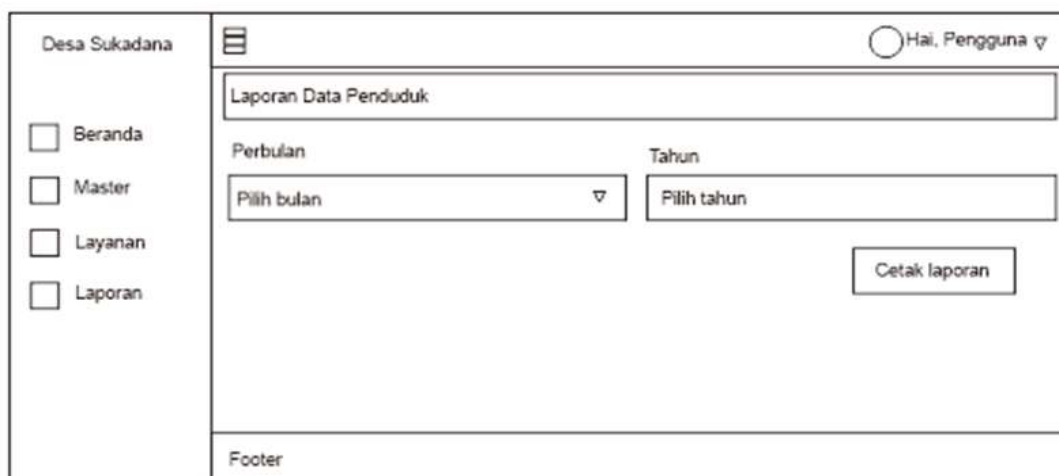 Desa Sukadana
Hai, Pengguna
Beranda
Master
Layanan
Laporan
Laporan Data Penduduk
Perbulan
Tahun
Pilih bulan
Pilih tahun
Cetak laporan
Footer